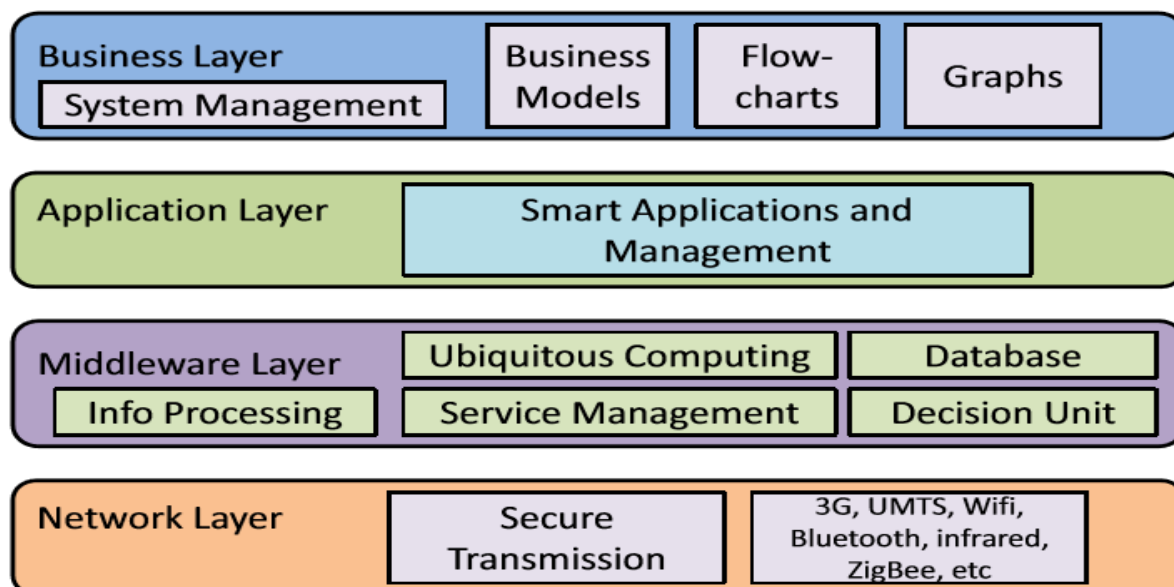 Business Layer
System Management
Business
Models
Flow-
charts
Graphs
Application Layer
Smart Applications and
Management
Middleware Layer
Ubiquitous Computing
Database
Info Processing
Service Management
Decision Unit
Network Layer
Secure
Transmission
3G, UMTS, Wifi,
Bluetooth, infrared,
ZigBee, etc